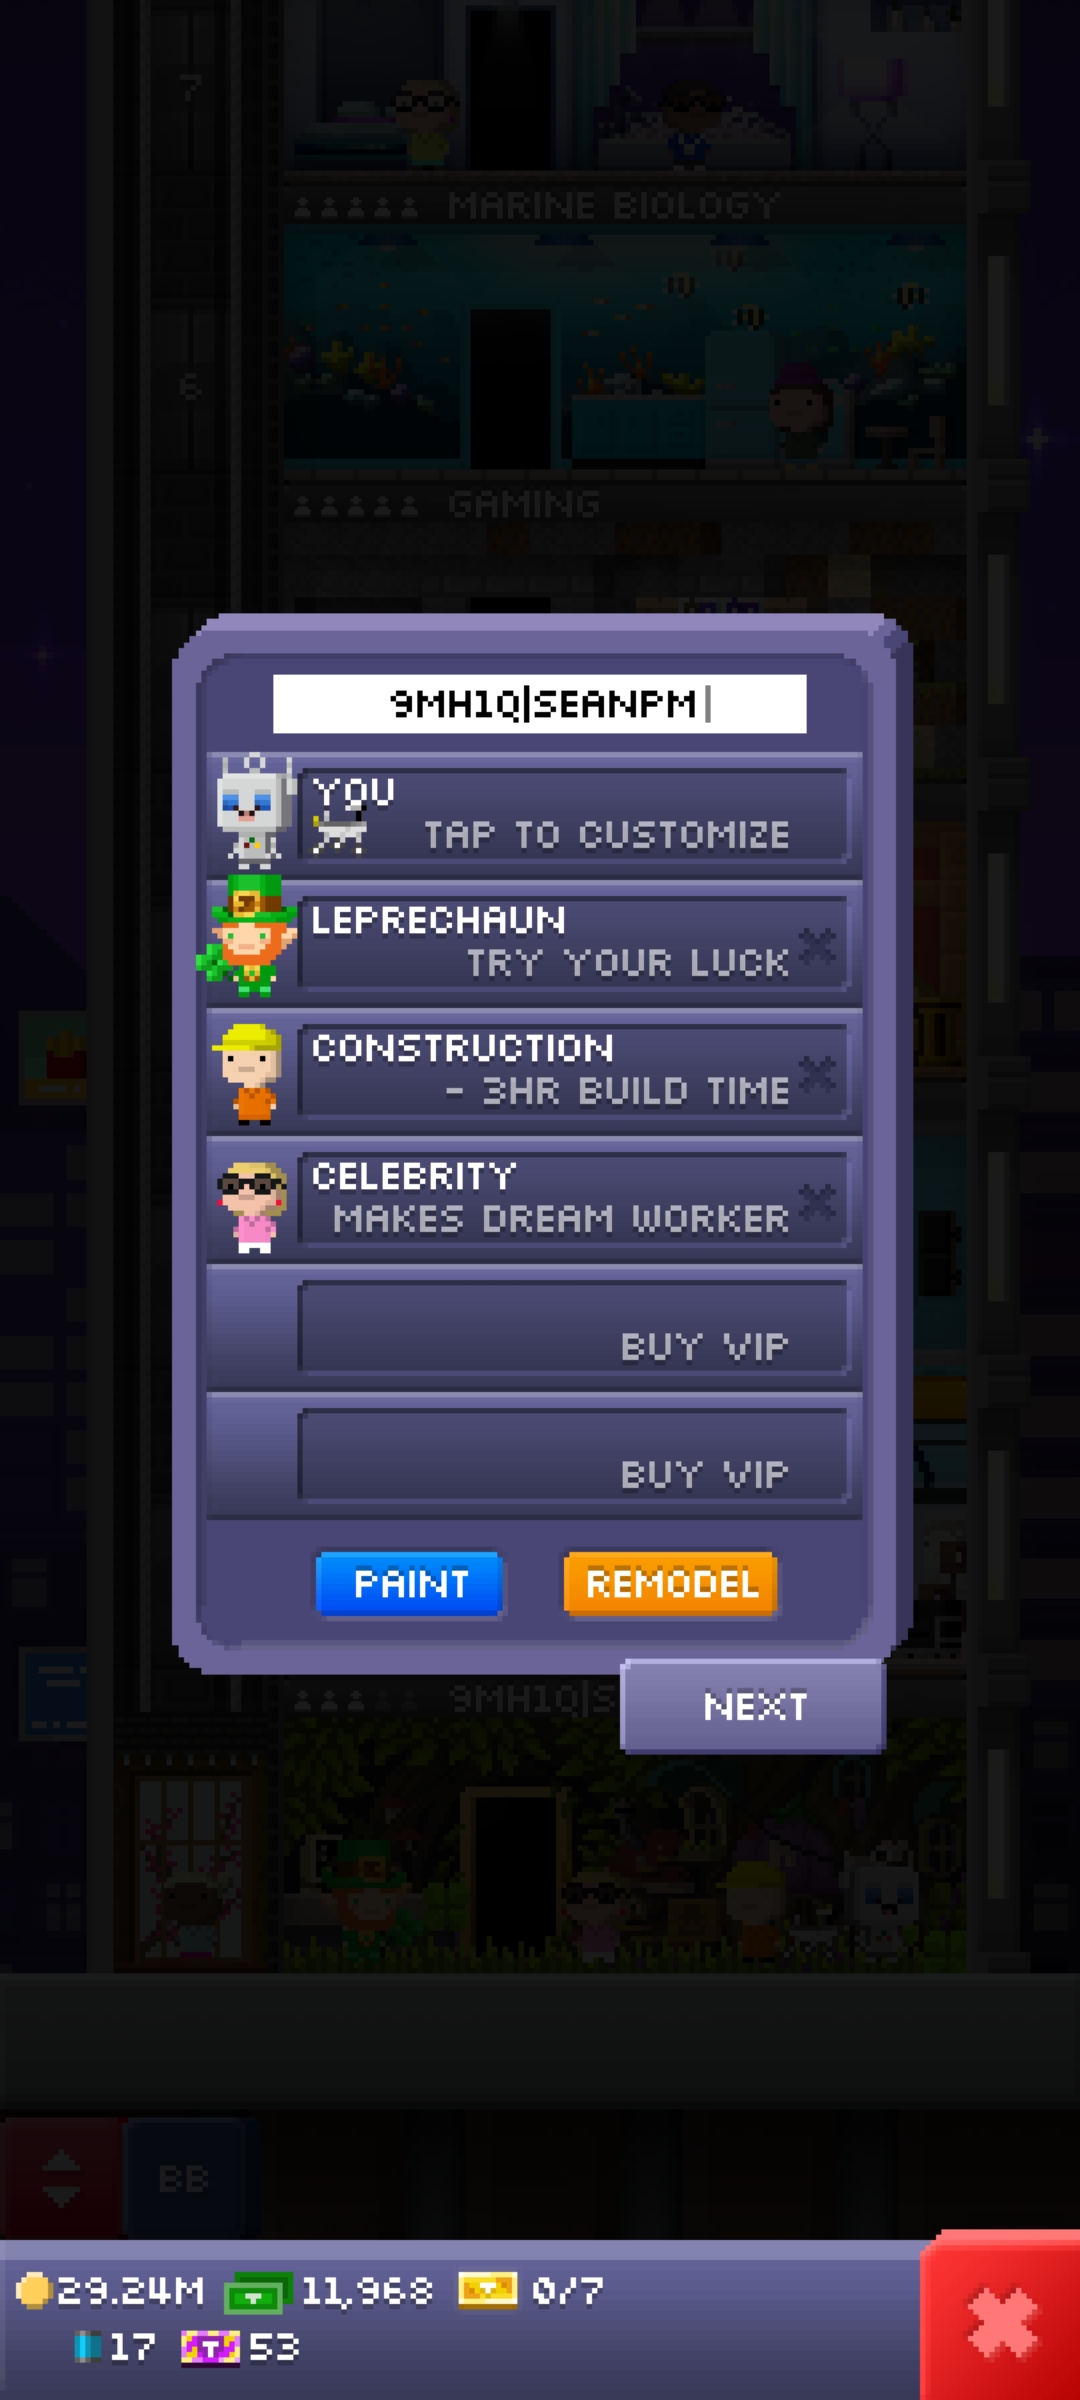 7
MARINE BIOLOGY
6
GAMING
9MH1Q|SEANPM
YOU
TAP TO CUSTOMIZE
LEPRECHAUN
TRY YOUR LUCK
CONSTRUCTION
- 3HR BUILD TIME
CELEBRITY
MAKES DREAM WORKER
BUY VIP
BUY VIP
PAINT REMODEL
9MH1Q|S
NEXT
BB
29.24M 11,968 0/7
17 53